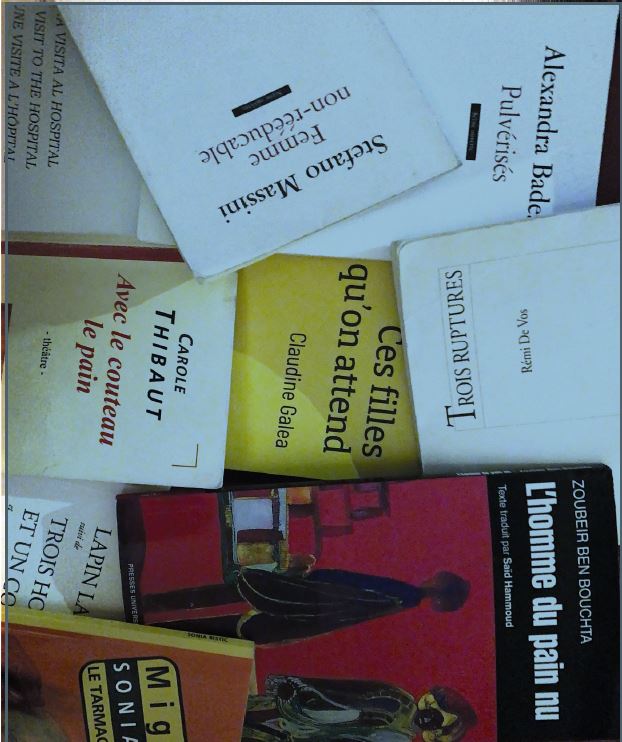 A VISITA AL HOSPITAL
VISIT TO THE HOSPITAL
UNE VISITE A L'HÔPITAL
Stefano Massini
Femme
non-rééducable
Alexandra Bade
Pulvérisés
CAROLE
THIBAUT
Avec le couteau
le pain
- théâtre -
Ces filles
qu'on attend
Claudine Galea
TROIS RUPTURES
Rémi De Vos
LAPIN LA
suivi de
TROIS HO
ET UN CO
ZOUBEIR BEN BOUCHTA
L'homme du pain nu
Texte traduit par Saïd Hammoud
PRESSES UNIVERS
SONIA RISTIC
Mig
SONIA
LE TARMAC